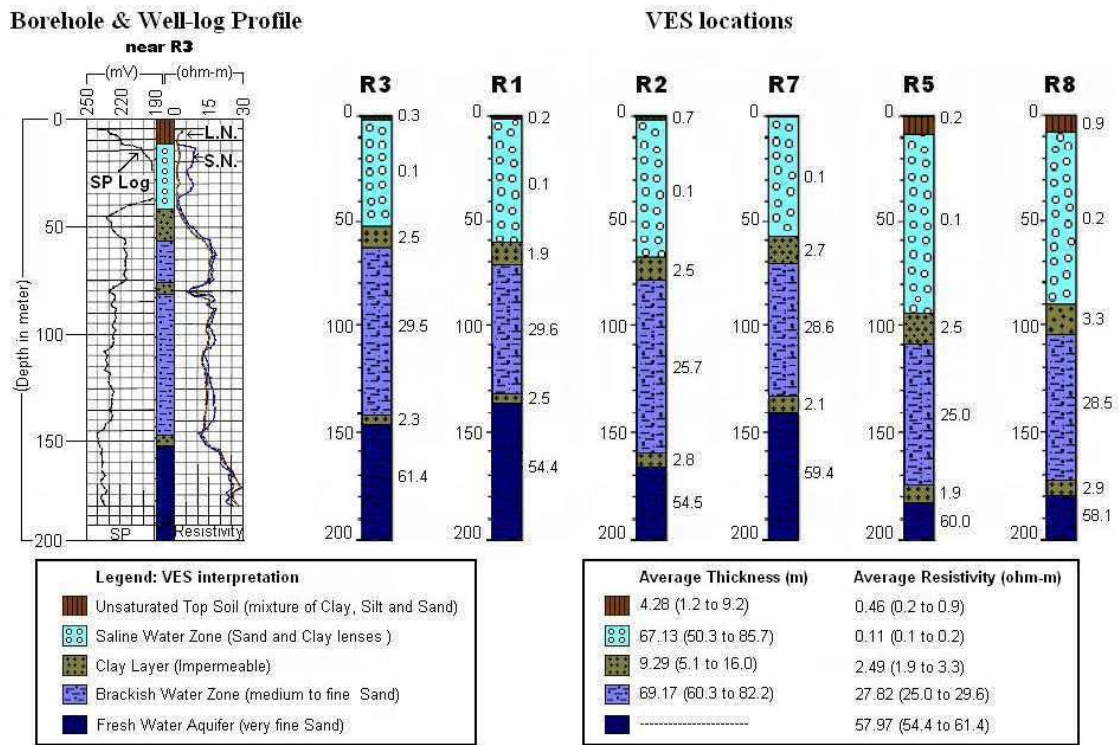 Borehole & Well-log Profile
VES locations
near R3
(mV) (ohm-m)
250 220 190 0 15 30
R3 R1 R2 R7 R5 R8
L.N.
S.N.
SP Log
(Depth in meter)
0
50
100
150
200
SP Resistivity
0
50
100
150
200
0.3
0.1
2.5
29.5
2.3
61.4
0.2
0.1
1.9
29.6
2.5
54.4
0
50
100
150
200
0.7
0.1
2.5
25.7
2.8
54.5
0
50
100
150
200
0.1
2.7
28.6
2.1
59.4
0
50
100
150
200
0.2
0.1
2.5
25.0
1.9
60.0
0
50
100
150
200
0.9
0.2
3.3
28.5
2.9
58.1
Legend: VES interpretation
Unsaturated Top Soil (mixture of Clay, Silt and Sand)
Saline Water Zone (Sand and Clay lenses )
Clay Layer (Impermeable)
Brackish Water Zone (medium to fine Sand)
Fresh Water Aquifer (very fine Sand)
Average Thickness (m) Average Resistivity (ohm-m)
4.28 (1.2 to 9.2) 0.46 (0.2 to 0.9)
67.13 (50.3 to 85.7) 0.11 (0.1 to 0.2)
9.29 (5.1 to 16.0) 2.49 (1.9 to 3.3)
69.17 (60.3 to 82.2) 27.82 (25.0 to 29.6)
--------------------- 57.97 (54.4 to 61.4)